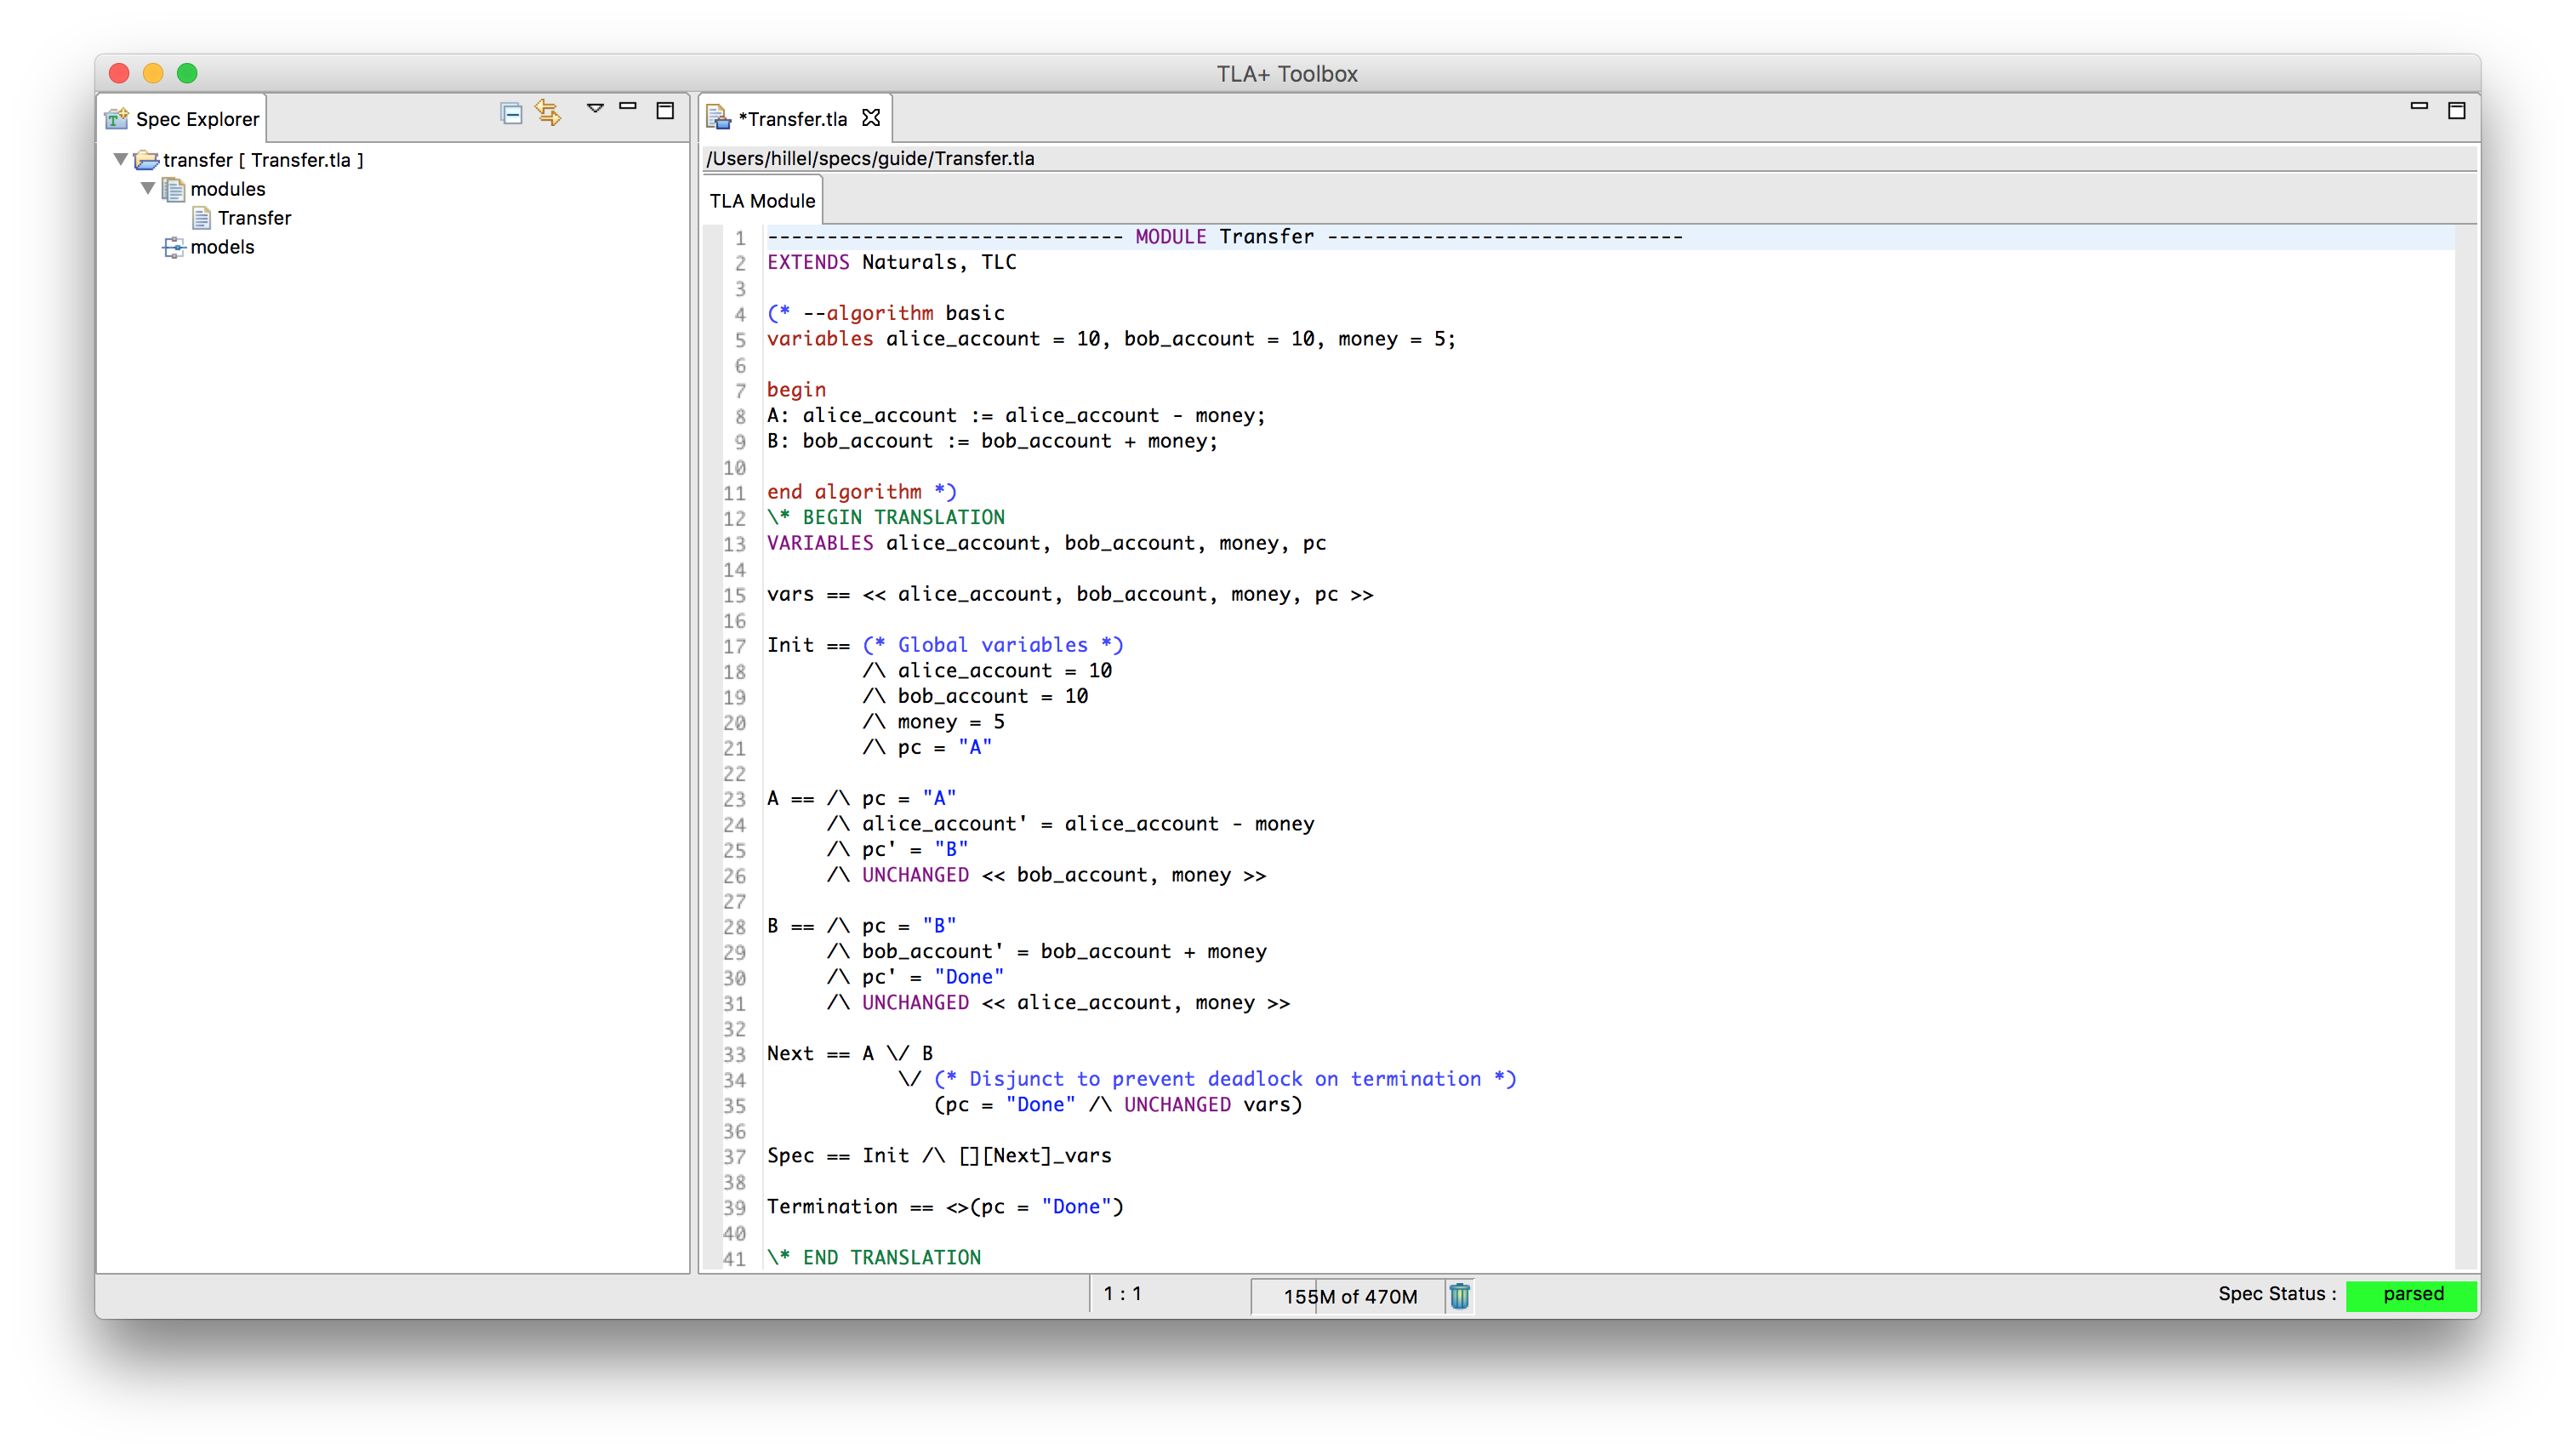 TLA+ Toolbox
Spec Explorer
transfer [ Transfer.tla ]
modules
Transfer
models
*Transfer.tla
/Users/hillel/specs/guide/Transfer.tla
TLA Module
1 ------------------------------ MODULE Transfer ------------------------------
2 EXTENDS Naturals, TLC
3
4 (* --algorithm basic
5 variables alice_account = 10, bob_account = 10, money = 5;
6
7 begin
8 A: alice_account := alice_account - money;
9 B: bob_account := bob_account + money;
10
11 end algorithm *)
12 \* BEGIN TRANSLATION
13 VARIABLES alice_account, bob_account, money, pc
14
15 vars == << alice_account, bob_account, money, pc >>
16
17 Init == (* Global variables *)
18         /\ alice_account = 10
19         /\ bob_account = 10
20         /\ money = 5
21         /\ pc = "A"
22
23 A == /\ pc = "A"
24      /\ alice_account' = alice_account - money
25      /\ pc' = "B"
26      /\ UNCHANGED << bob_account, money >>
27
28 B == /\ pc = "B"
29      /\ bob_account' = bob_account + money
30      /\ pc' = "Done"
31      /\ UNCHANGED << alice_account, money >>
32
33 Next == A \/ B
34            \/ (* Disjunct to prevent deadlock on termination *)
35               (pc = "Done" /\ UNCHANGED vars)
36
37 Spec == Init /\ [][Next]_vars
38
39 Termination == <>(pc = "Done")
40
41 \* END TRANSLATION
1 : 1
155M of 470M
Spec Status :
parsed